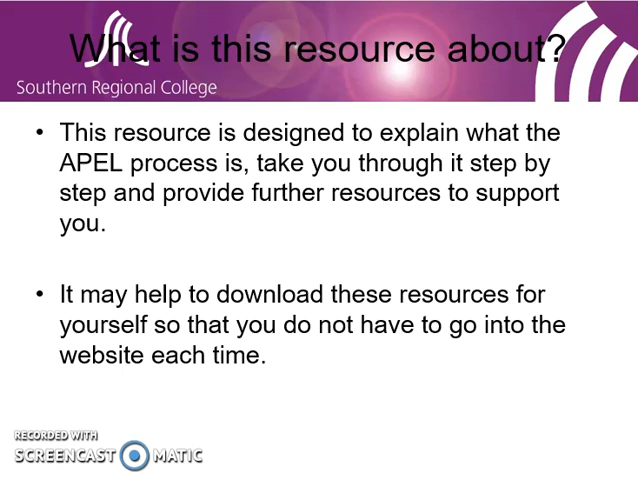 What is this resource about?
Southern Regional College
• This resource is designed to explain what the
APEL process is, take you through it step by
step and provide further resources to support
you.
• It may help to download these resources for
yourself so that you do not have to go into the
website each time.
RECORDED WITH
SCREENCAST MATIC